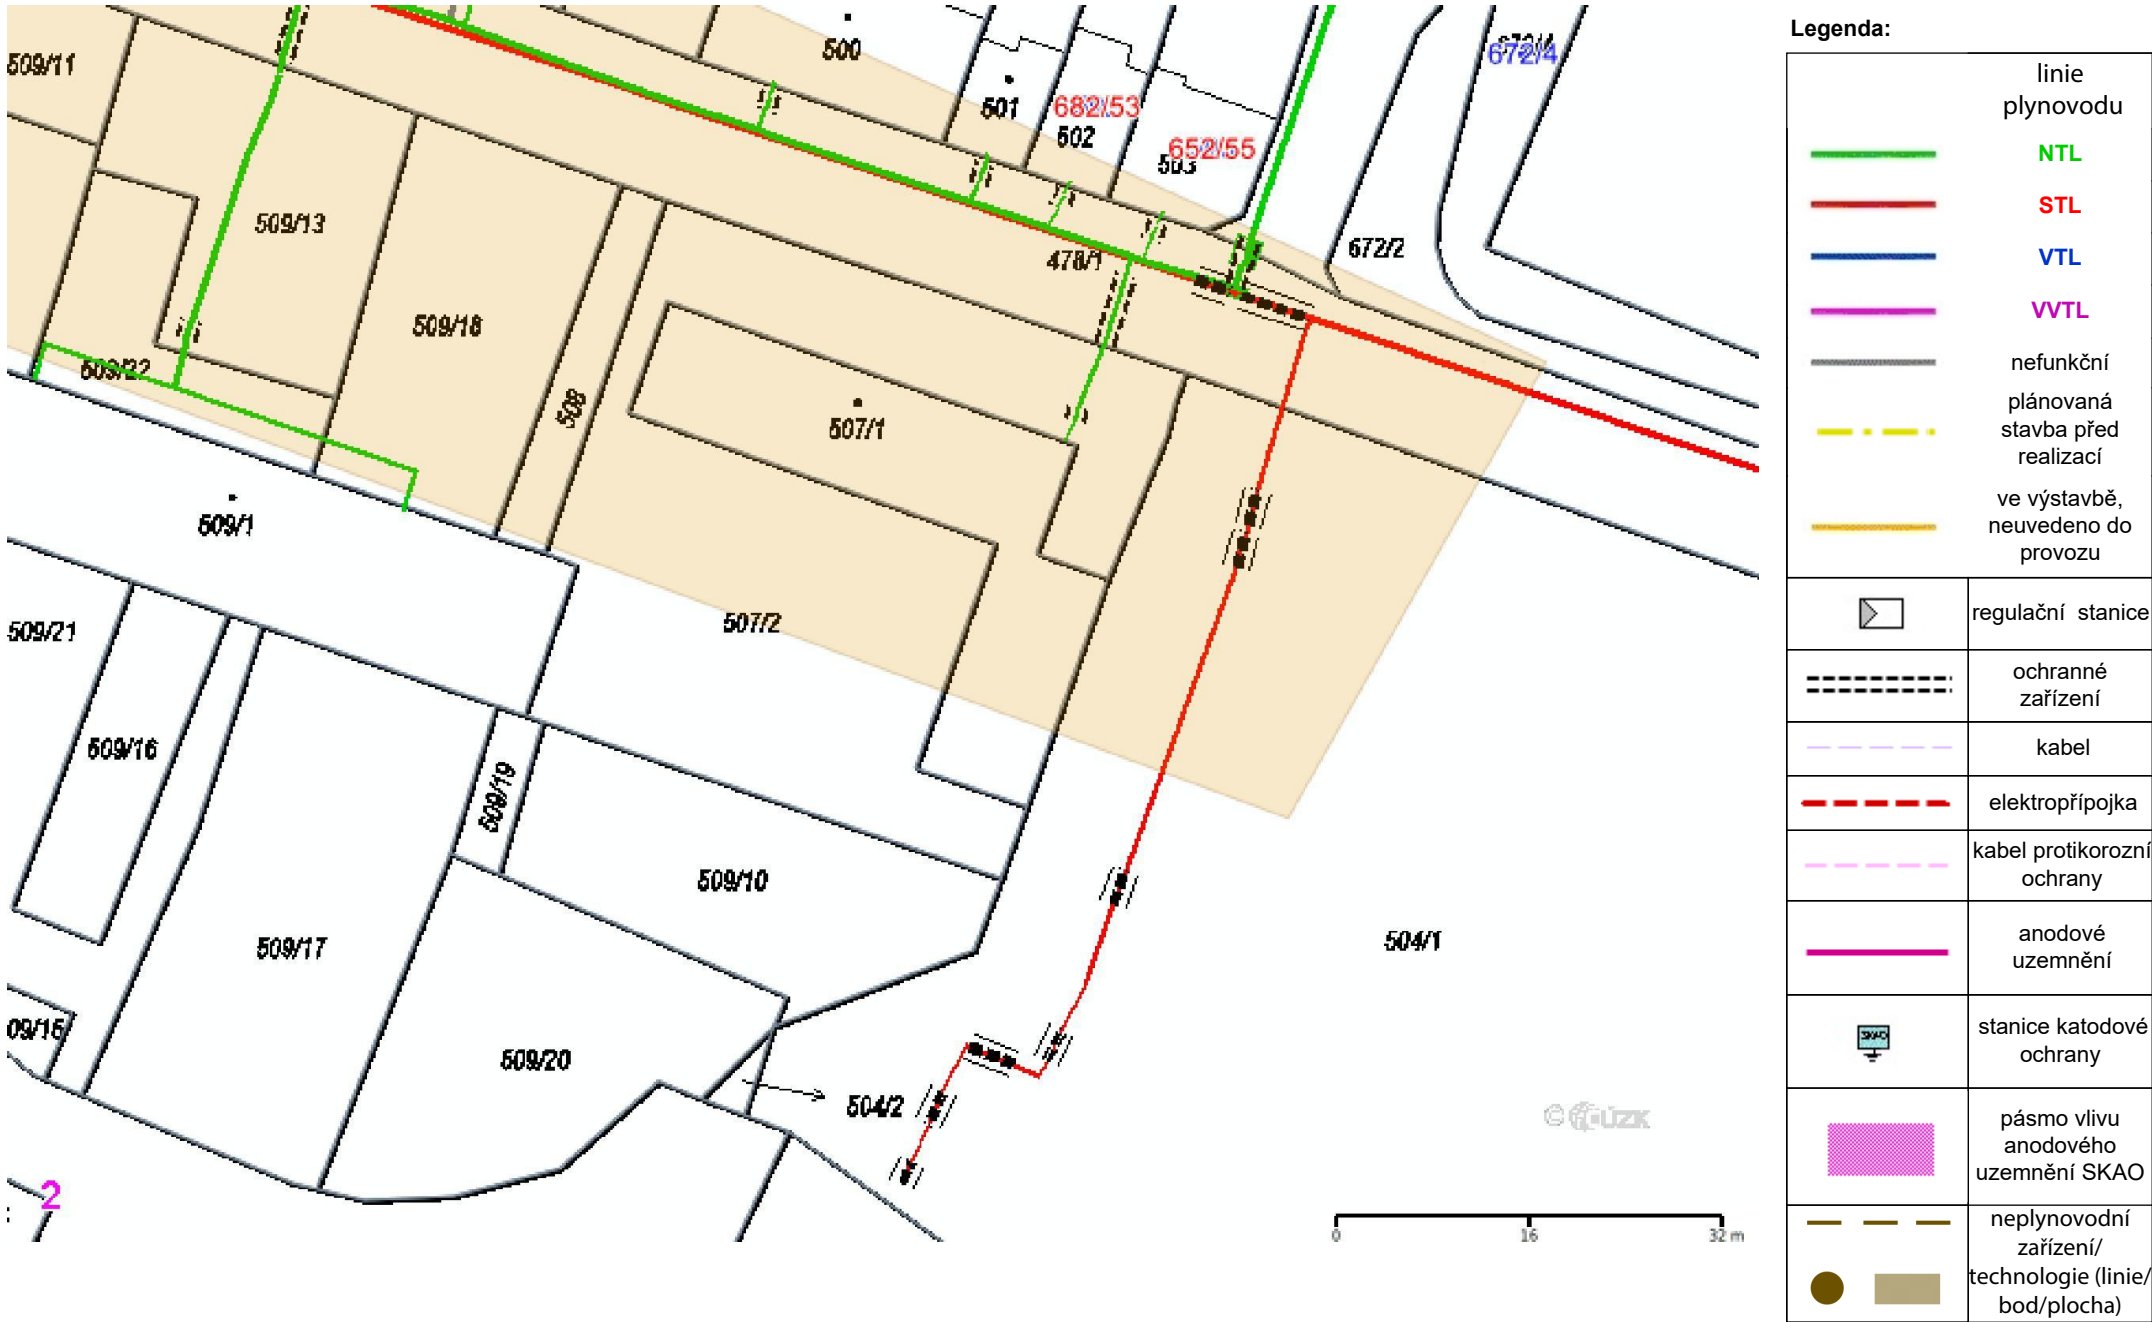 509/11
500
501
682/53
502
652/55
503
672/4
672/2
478/1
509/13
509/18
509/22
508
507/1
509/1
507/2
509/21
509/16
509/19
509/10
509/17
504/1
509/20
09/15
504/2
2
© ČÚZK
0 16 32 m
Legenda:
linie
plynovodu
NTL
STL
VTL
VVTL
nefunkční
plánovaná
stavba před
realizací
ve výstavbě,
neuvedeno do
provozu
regulační stanice
ochranné
zařízení
kabel
elektropřípojka
kabel protikorozní
ochrany
anodové
uzemnění
SKAO
stanice katodové
ochrany
pásmo vlivu
anodového
uzemnění SKAO
neplynovodní
zařízení/
technologie (linie/
bod/plocha)